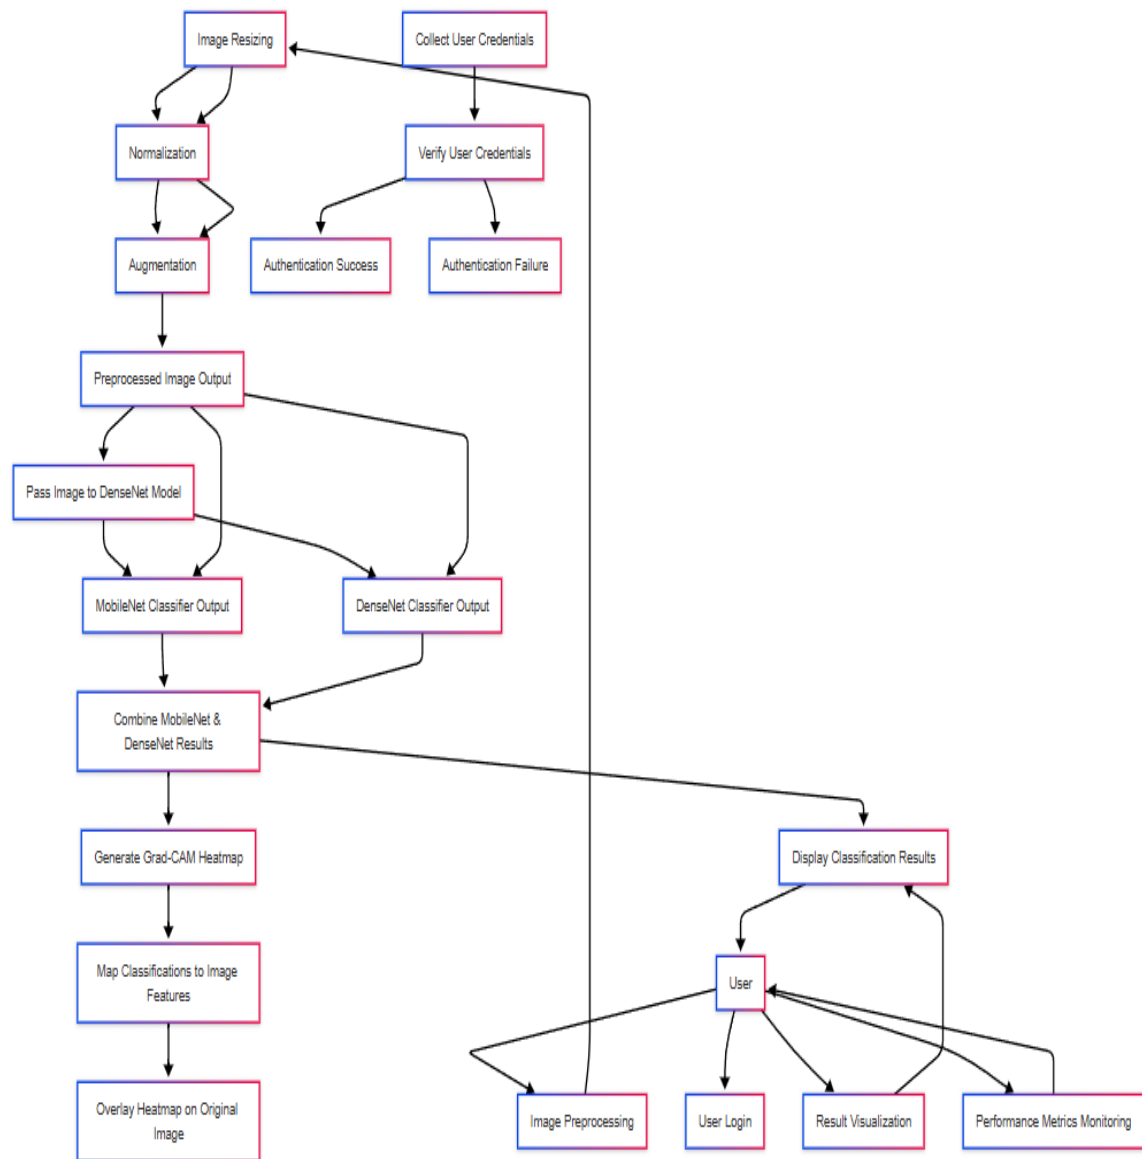 Image Resizing
Collect User Credentials
Normalization
Verify User Credentials
Augmentation
Authentication Success
Authentication Failure
Preprocessed Image Output
Pass Image to DenseNet Model
MobileNet Classifier Output
DenseNet Classifier Output
Combine MobileNet &
DenseNet Results
Generate Grad-CAM Heatmap
Display Classification Results
Map Classifications to Image
Features
User
Overlay Heatmap on Original
Image
Image Preprocessing
User Login
Result Visualization
Performance Metrics Monitoring